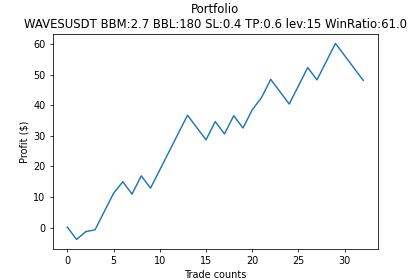 Portfolio
WAVESUSDT BBM:2.7 BBL:180 SL:0.4 TP:0.6 lev:15 WinRatio:61.0
60
50
40
30
20
10
0
Profit ($)
0 5 10 15 20 25 30
Trade counts